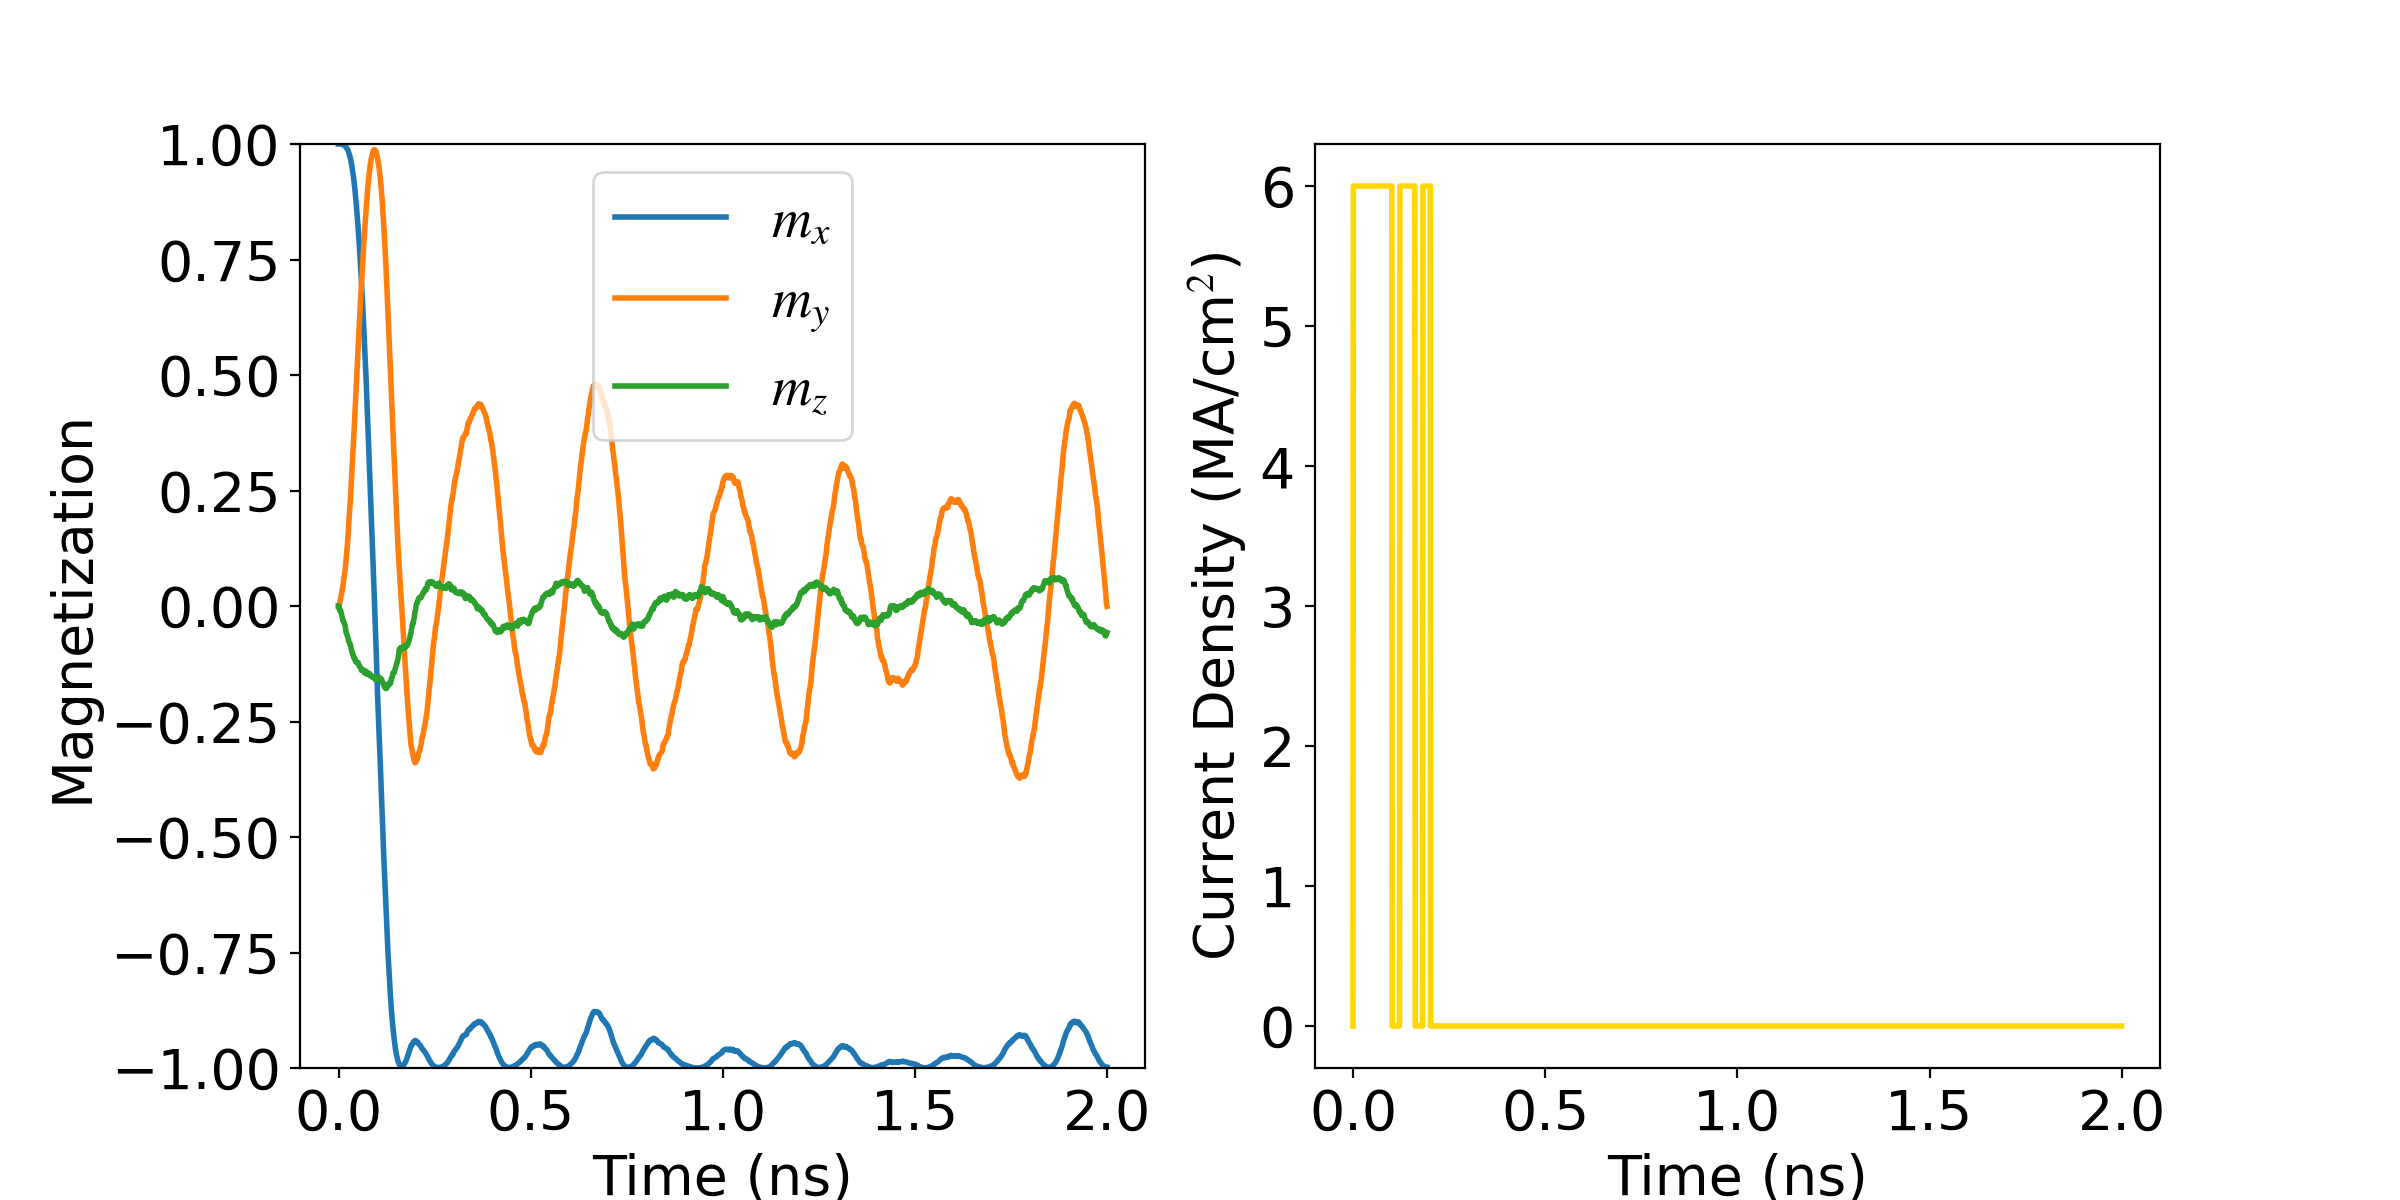 1.00
0.75
0.50
0.25
0.00
−0.25
−0.50
−0.75
−1.00
Magnetization
0.0 0.5 1.0 1.5 2.0
Time (ns)
m_x
m_y
m_z
6
5
4
3
2
1
0
Current Density (MA/cm²)
0.0 0.5 1.0 1.5 2.0
Time (ns)